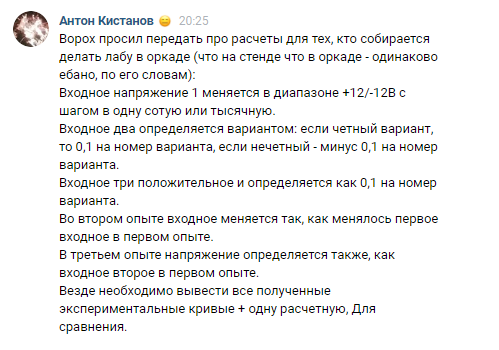 Антон Кистанов 😊 20:25
Ворох просил передать про расчеты для тех, кто собирается
делать лабу в оркаде (что на стенде что в оркаде - одинаково
ебано, по его словам):
Входное напряжение 1 меняется в диапазоне +12/-12В с
шагом в одну сотую или тысячную.
Входное два определяется вариантом: если четный вариант,
то 0,1 на номер варианта, если нечетный - минус 0,1 на номер
варианта.
Входное три положительное и определяется как 0,1 на номер
варианта.
Во втором опыте входное меняется так, как менялось первое
входное в первом опыте.
В третьем опыте напряжение определяется также, как
входное второе в первом опыте.
Везде необходимо вывести все полученные
экспериментальные кривые + одну расчетную, Для
сравнения.